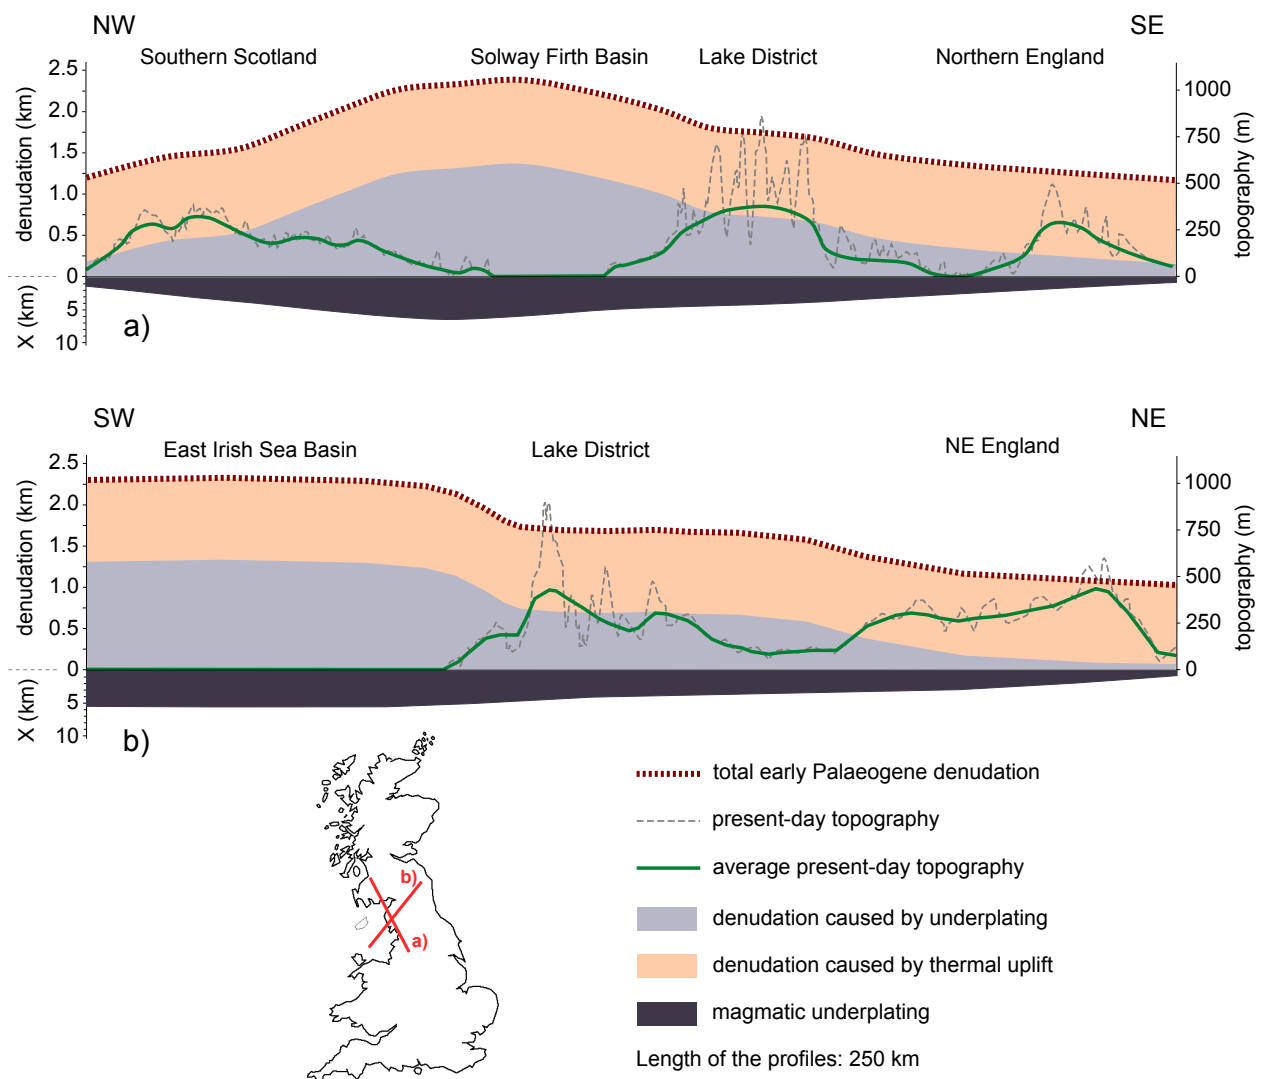 NW
SE
Southern Scotland
Solway Firth Basin
Lake District
Northern England
denudation (km)
2.5
2.0
1.5
1.0
0.5
0
X (km)
5
10
topography (m)
1000
750
500
250
0
a)
SW
NE
East Irish Sea Basin
Lake District
NE England
denudation (km)
2.5
2.0
1.5
1.0
0.5
0
X (km)
5
10
topography (m)
1000
750
500
250
0
b)
b)
a)
total early Palaeogene denudation
present-day topography
average present-day topography
denudation caused by underplating
denudation caused by thermal uplift
magmatic underplating
Length of the profiles: 250 km